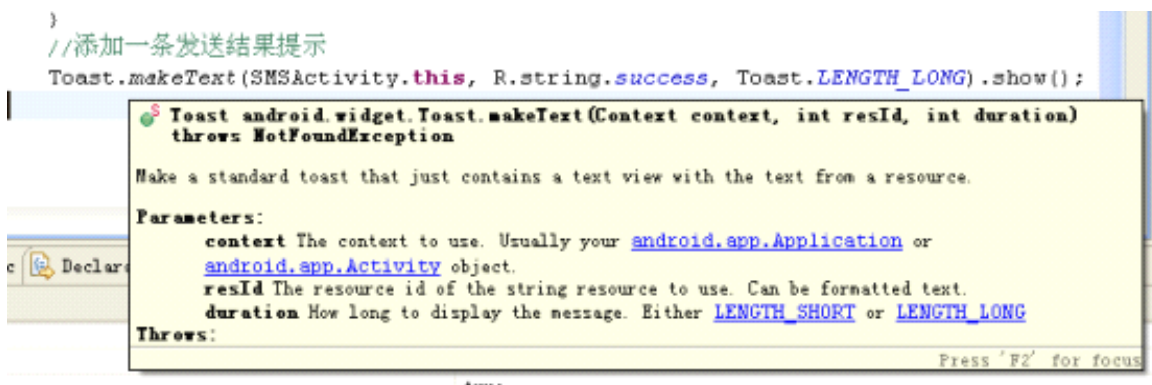 }
//添加一条发送结果提示
Toast.makeText(SMSActivity.this, R.string.success, Toast.LENGTH_LONG).show();
Toast android.widget.Toast.makeText(Context context, int resId, int duration)
throws NotFoundException
Make a standard toast that just contains a text view with the text from a resource.
Parameters:
context The context to use. Usually your android.app.Application or
android.app.Activity object.
c Declare
resId The resource id of the string resource to use. Can be formatted text.
duration How long to display the message. Either LENGTH_SHORT or LENGTH_LONG
Throws:
Press 'F2' for focus